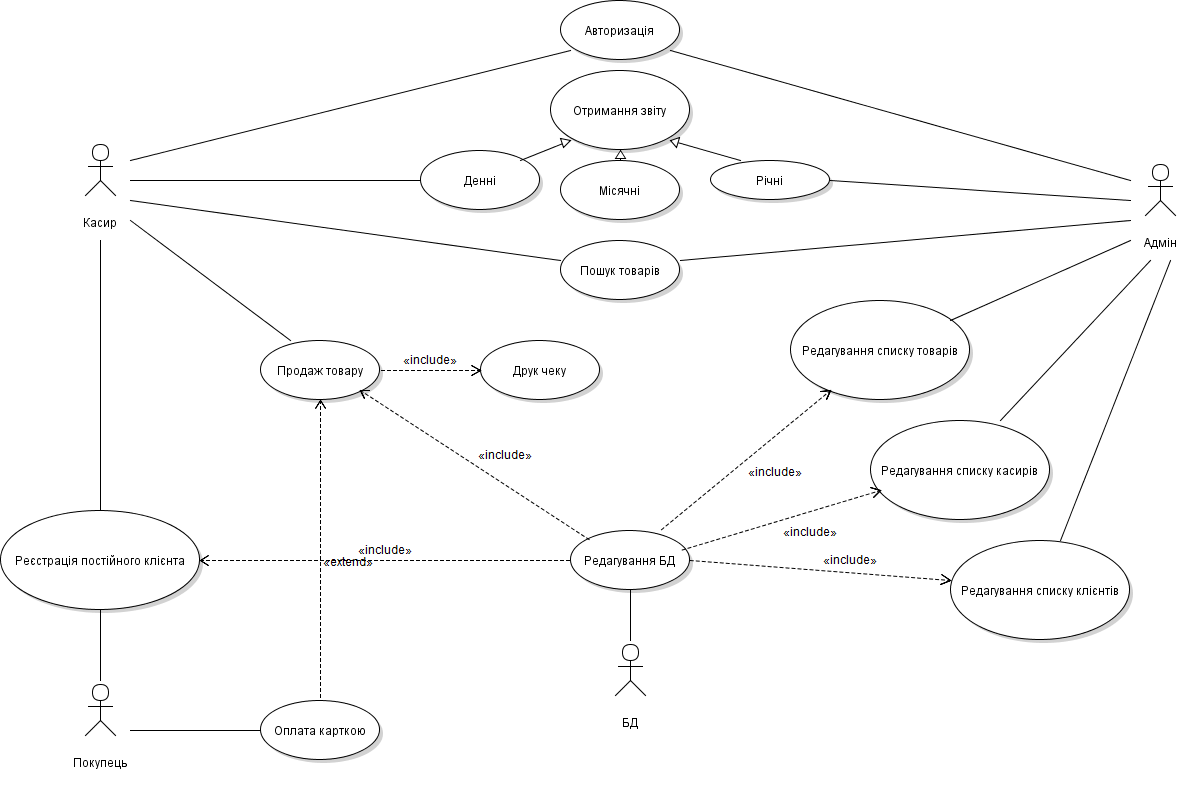 Авторизація
Отримання звіту
Денні
Місячні
Річні
Касир
Адмін
Пошук товарів
Продаж товару
«include»
Друк чеку
Редагування списку товарів
«include»
«include»
Редагування списку касирів
«include»
Реєстрація постійного клієнта
«include»
«extend»
Редагування БД
«include»
Редагування списку клієнтів
БД
Оплата карткою
Покупець